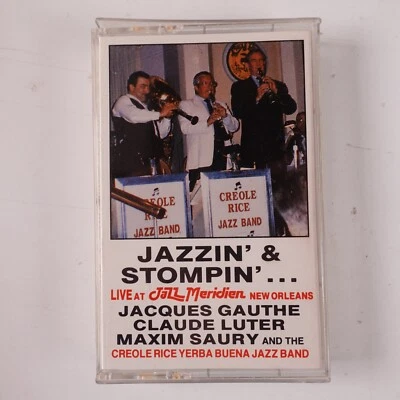 CREOLE
RICE
JAZZ BAND
CREOLE
RICE
JAZZ BAND
JAZZIN' &
STOMPIN'...
LIVE AT Jazz Meridien NEW ORLEANS
JACQUES GAUTHE
CLAUDE LUTER
MAXIM SAURY AND THE
CREOLE RICE YERBA BUENA JAZZ BAND